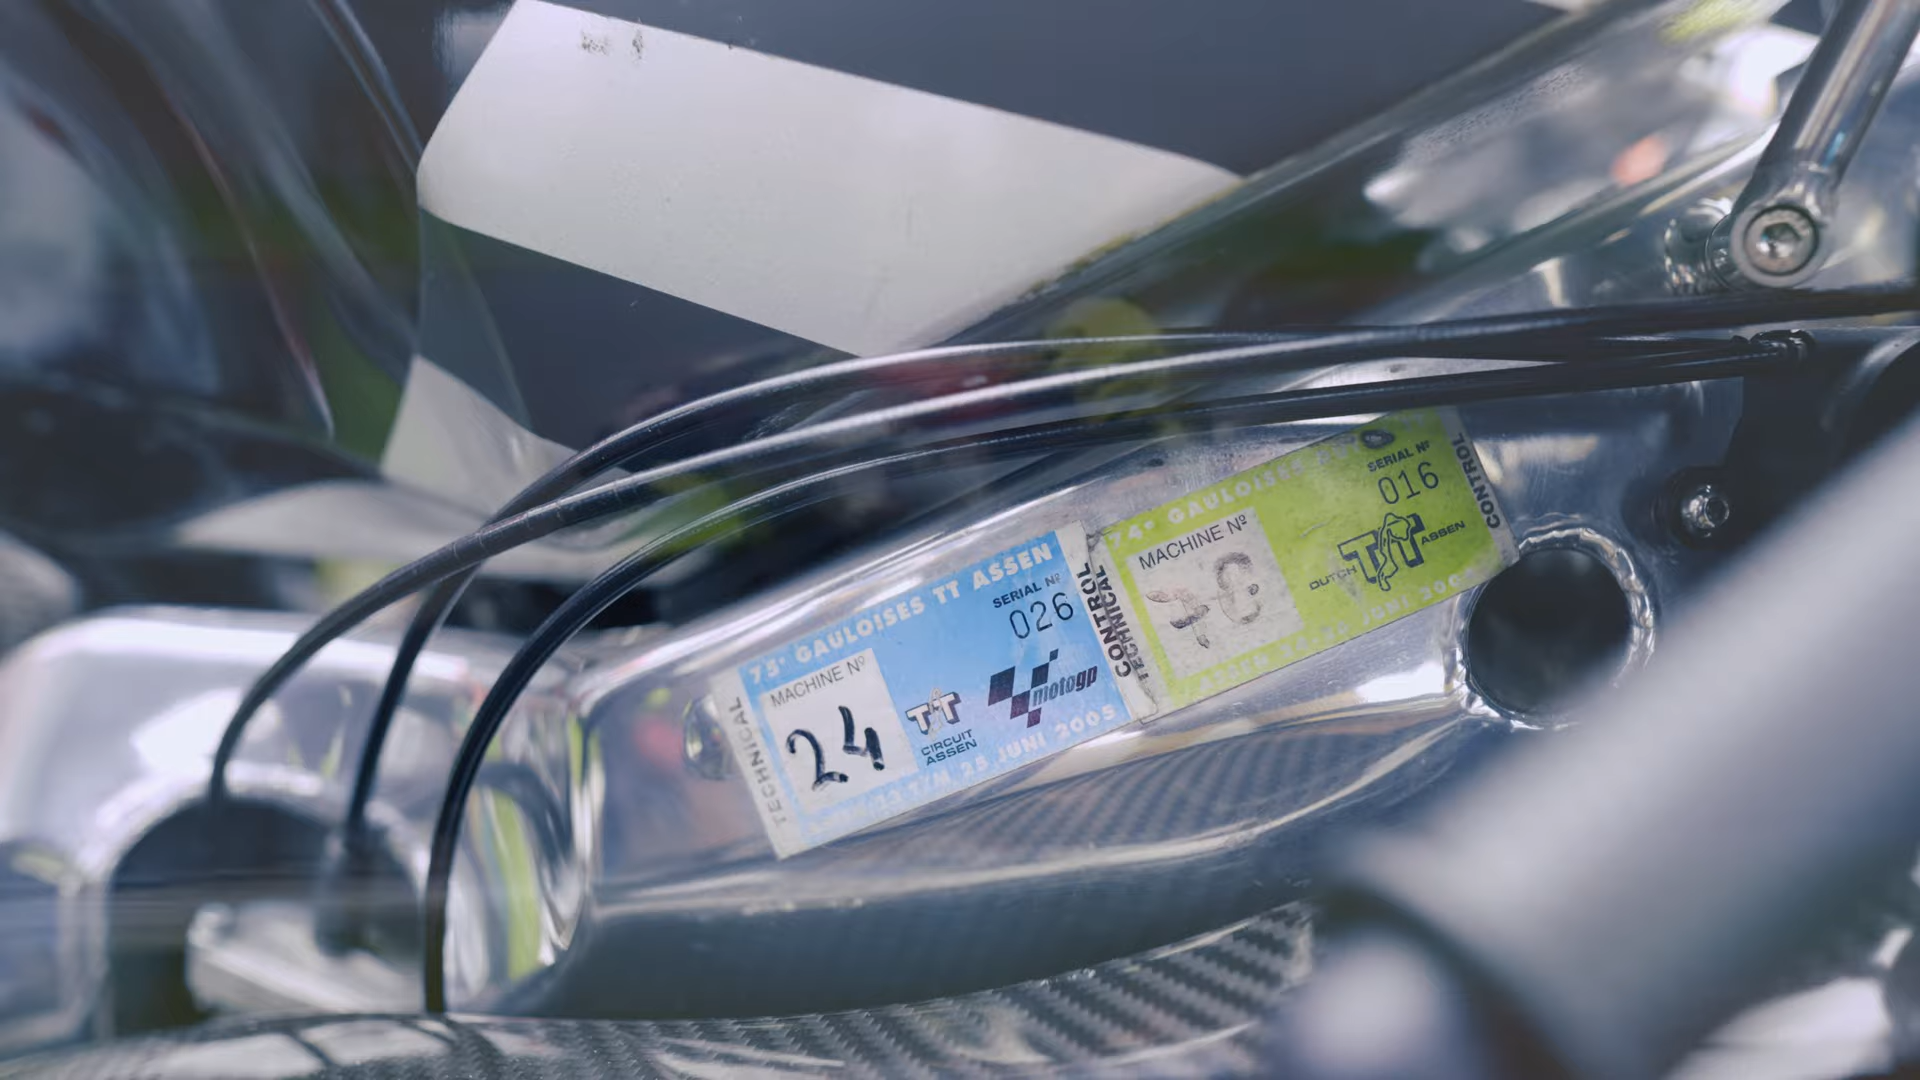 75e GAULOISES TT ASSEN
SERIAL Nº
026
MACHINE Nº
24
TT
CIRCUIT
ASSEN
motogp
25 JUNI 2005
TECHNICAL
CONTROL
74e GAULOISES
SERIAL Nº
016
MACHINE Nº
DUTCH TT ASSEN
JUNI
TECHNICAL
CONTROL